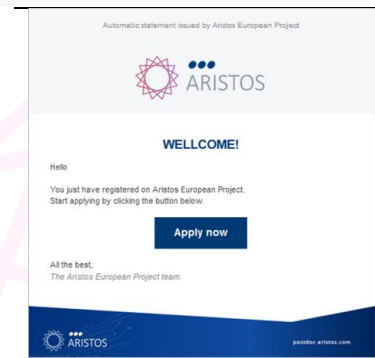 Automatic statement issued by Aristos European Project
ARISTOS
WELLCOME!
Hello
You just have registered on Aristos European Project.
Start applying by clicking the button below.
Apply now
All the best,
The Aristos European Project team.
ARISTOS
postdoc-aristos.com